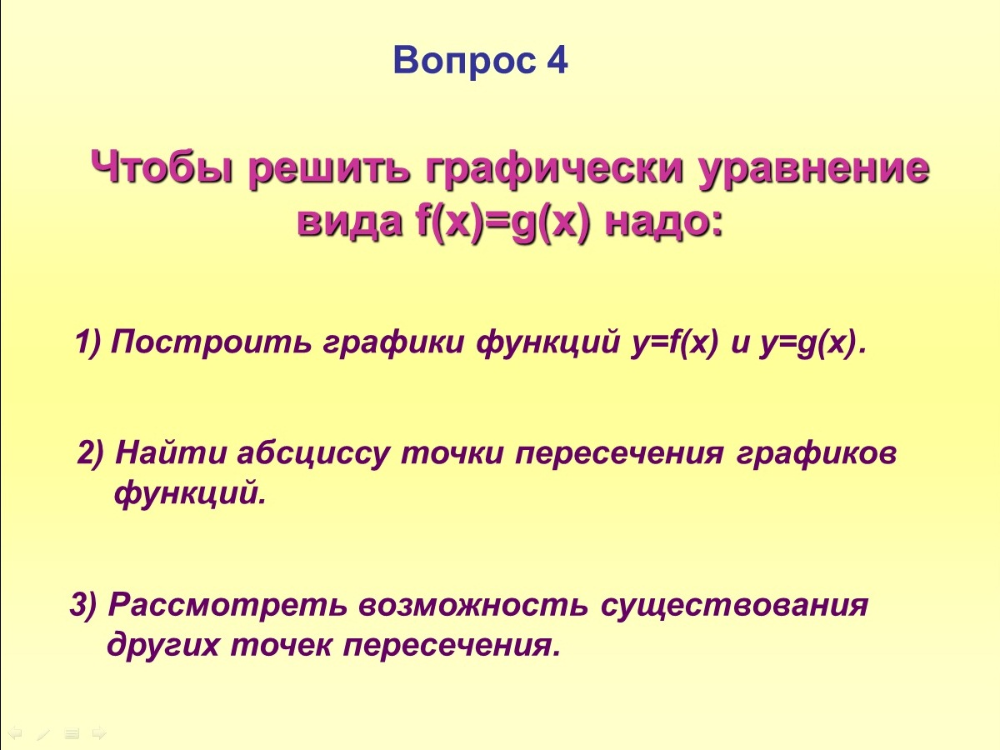 Вопрос 4
Чтобы решить графически уравнение
вида f(x)=g(x) надо:
1) Построить графики функций y=f(x) и y=g(x).
2) Найти абсциссу точки пересечения графиков
функций.
3) Рассмотреть возможность существования
других точек пересечения.